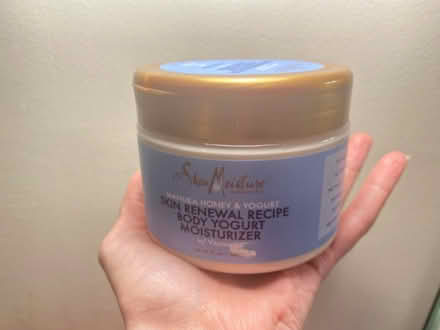 SheaMoisture
MANUKA HONEY & YOGURT
SKIN RENEWAL RECIPE
BODY YOGURT
MOISTURIZER